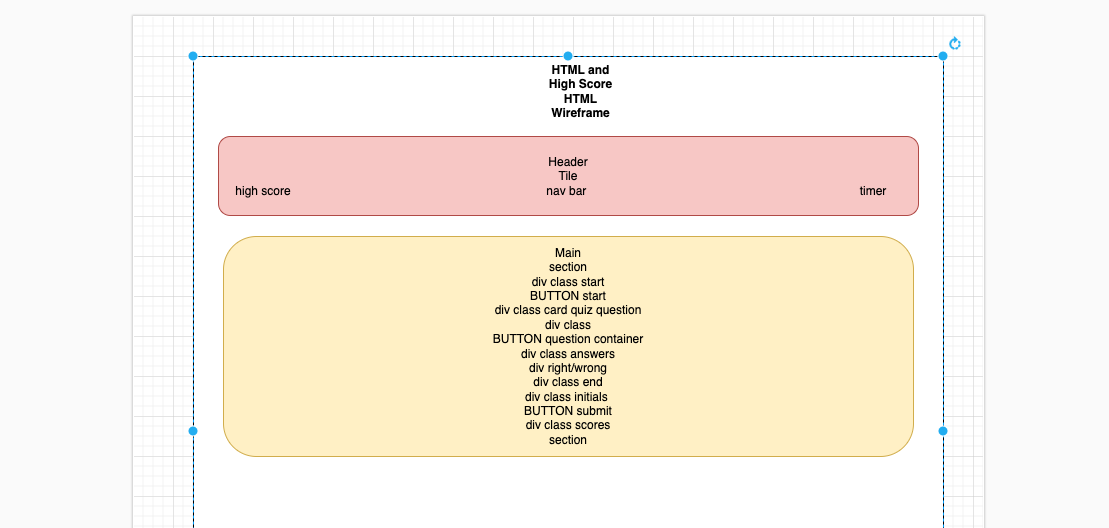 HTML and
High Score
HTML
Wireframe
Header
Tile
high score nav bar timer
Main
section
div class start
BUTTON start
div class card quiz question
div class
BUTTON question container
div class answers
div right/wrong
div class end
div class initials
BUTTON submit
div class scores
section